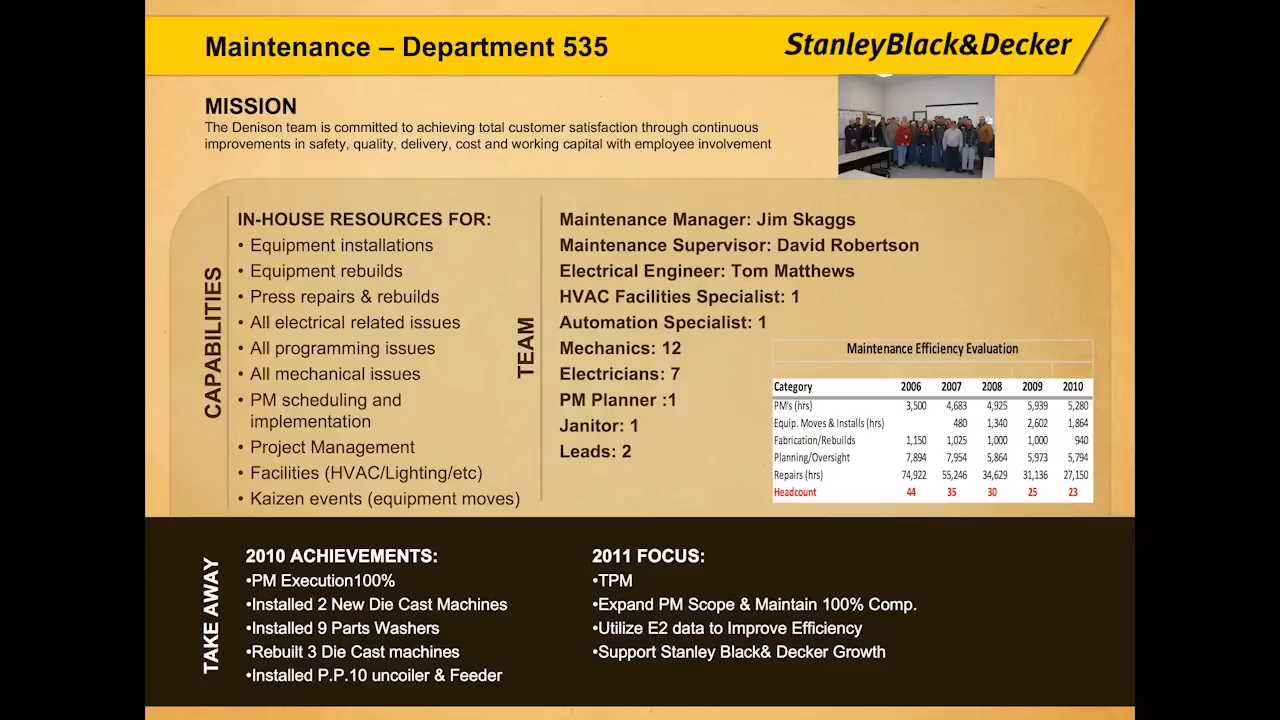 Maintenance – Department 535
StanleyBlack&Decker
MISSION
The Denison team is committed to achieving total customer satisfaction through continuous
improvements in safety, quality, delivery, cost and working capital with employee involvement
CAPABILITIES
IN-HOUSE RESOURCES FOR:
• Equipment installations
• Equipment rebuilds
• Press repairs & rebuilds
• All electrical related issues
• All programming issues
• All mechanical issues
• PM scheduling and
implementation
• Project Management
• Facilities (HVAC/Lighting/etc)
• Kaizen events (equipment moves)
TEAM
Maintenance Manager: Jim Skaggs
Maintenance Supervisor: David Robertson
Electrical Engineer: Tom Matthews
HVAC Facilities Specialist: 1
Automation Specialist: 1
Mechanics: 12
Electricians: 7
PM Planner :1
Janitor: 1
Leads: 2
Maintenance Efficiency Evaluation
Category 2006 2007 2008 2009 2010
PM's (hrs) 3,500 4,683 4,925 5,939 5,280
Equip. Moves & Installs (hrs) 480 1,340 2,602 1,864
Fabrication/Rebuilds 1,150 1,025 1,000 1,000 940
Planning/Oversight 7,894 7,954 5,864 5,973 5,794
Repairs (hrs) 74,922 55,246 34,629 31,136 27,150
Headcount 44 35 30 25 23
TAKE AWAY
2010 ACHIEVEMENTS:
•PM Execution100%
•Installed 2 New Die Cast Machines
•Installed 9 Parts Washers
•Rebuilt 3 Die Cast machines
•Installed P.P.10 uncoiler & Feeder
2011 FOCUS:
•TPM
•Expand PM Scope & Maintain 100% Comp.
•Utilize E2 data to Improve Efficiency
•Support Stanley Black& Decker Growth